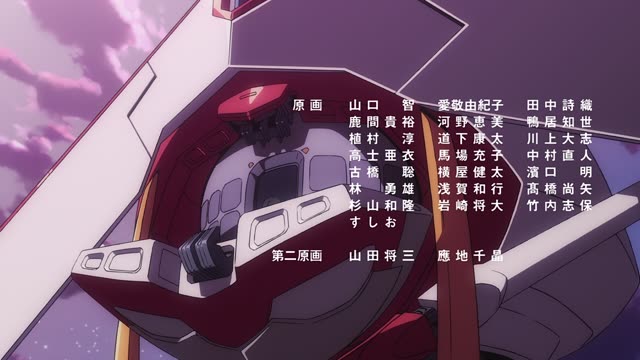 原画 山口 智 愛敬由紀子 田中詩織
鹿間貴裕 河野恵美 鴨居知世
植村 淳 道下康太 川上大志
高士亜衣 馬場充子 中村直人
古橋 聡 横屋健太 濱口 明
林 勇雄 浅賀和行 髙橋尚矢
杉山和隆 岩崎将大 竹内志保
すしお
第二原画 山田将三 應地千晶